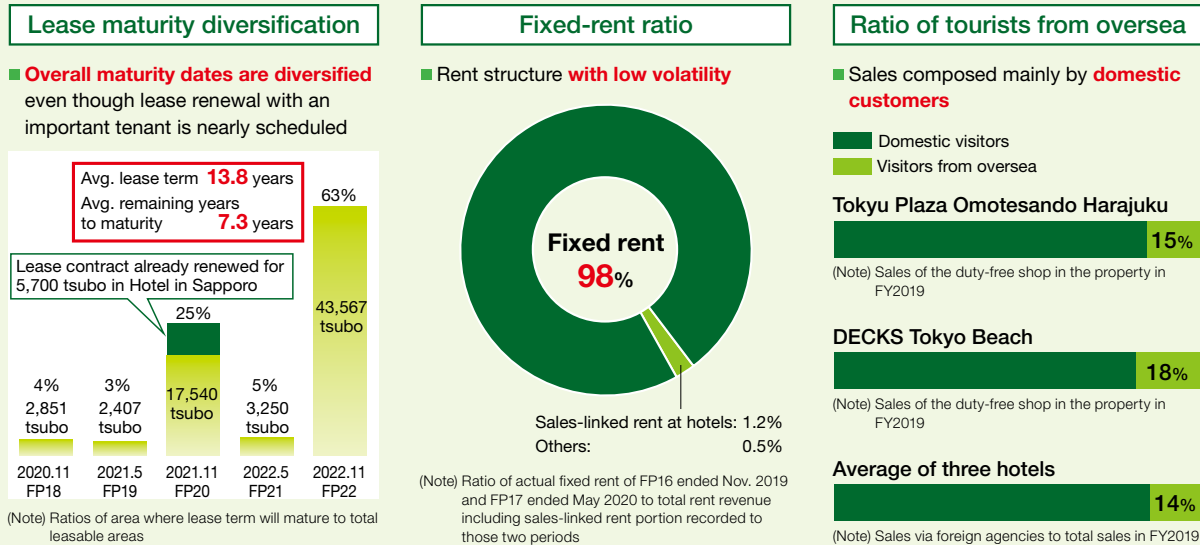 Lease maturity diversification
Overall maturity dates are diversified
even though lease renewal with an
important tenant is nearly scheduled
Avg. lease term 13.8 years
Avg. remaining years
to maturity 7.3 years
Lease contract already renewed for
5,700 tsubo in Hotel in Sapporo
4%
2,851
tsubo
3%
2,407
tsubo
25%
17,540
tsubo
5%
3,250
tsubo
63%
43,567
tsubo
2020.11
FP18
2021.5
FP19
2021.11
FP20
2022.5
FP21
2022.11
FP22
(Note) Ratios of area where lease term will mature to total
leasable areas
Fixed-rent ratio
Rent structure with low volatility
Fixed rent
98%
Sales-linked rent at hotels: 1.2%
Others: 0.5%
(Note) Ratio of actual fixed rent of FP16 ended Nov. 2019
and FP17 ended May 2020 to total rent revenue
including sales-linked rent portion recorded to
those two periods
Ratio of tourists from oversea
Sales composed mainly by domestic
customers
Domestic visitors
Visitors from oversea
Tokyu Plaza Omotesando Harajuku
15%
(Note) Sales of the duty-free shop in the property in
FY2019
DECKS Tokyo Beach
18%
(Note) Sales of the duty-free shop in the property in
FY2019
Average of three hotels
14%
(Note) Sales via foreign agencies to total sales in FY2019